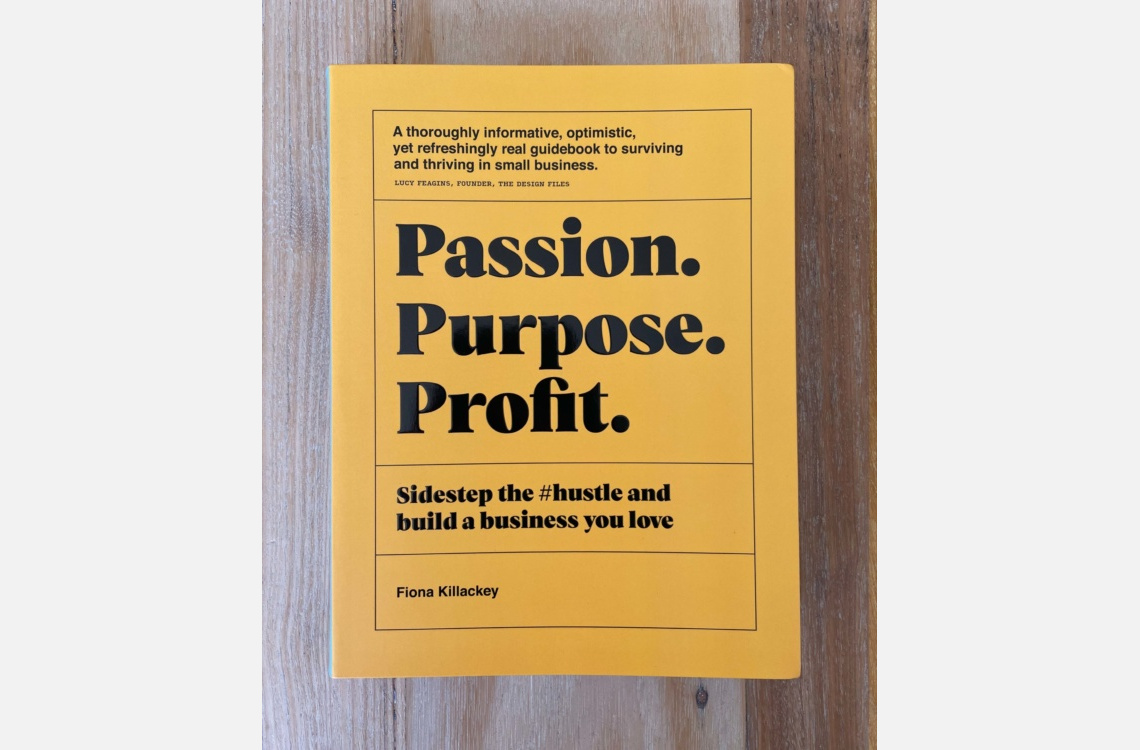 A thoroughly informative, optimistic,
yet refreshingly real guidebook to surviving
and thriving in small business.
LUCY FEAGINS, FOUNDER, THE DESIGN FILES
Passion.
Purpose.
Profit.
Sidestep the #hustle and
build a business you love
Fiona Killackey